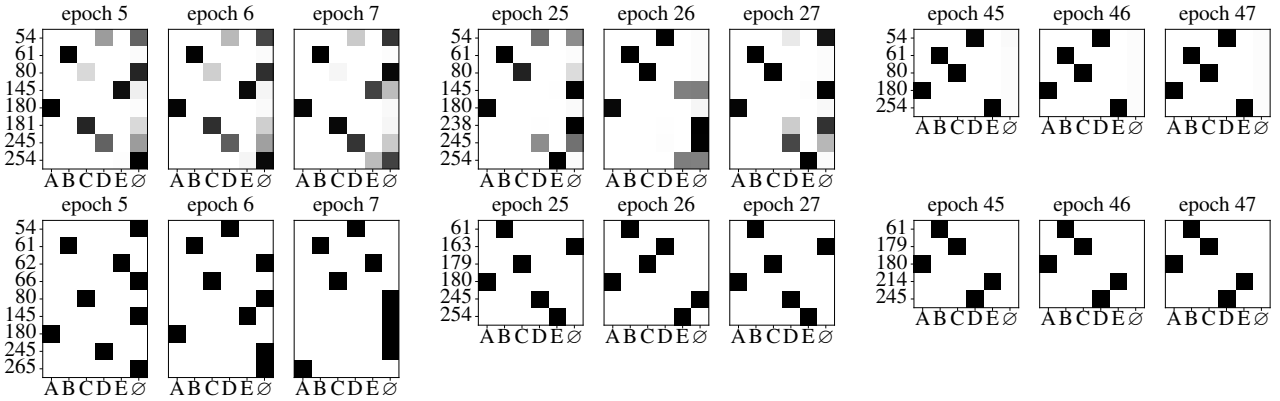 epoch 5 epoch 6 epoch 7 epoch 25 epoch 26 epoch 27 epoch 45 epoch 46 epoch 47
54 54 54
61 61 61
80 80 80
145 145 180
180 180 254
181 238 A B C D E ∅ A B C D E ∅ A B C D E ∅
245 245
254 254
A B C D E ∅ A B C D E ∅ A B C D E ∅ A B C D E ∅ A B C D E ∅ A B C D E ∅
epoch 5 epoch 6 epoch 7 epoch 25 epoch 26 epoch 27 epoch 45 epoch 46 epoch 47
54 61 61
61 163 179
62 179 180
66 180 214
80 245 245
145 254 A B C D E ∅ A B C D E ∅ A B C D E ∅
180 A B C D E ∅ A B C D E ∅ A B C D E ∅
245
265
A B C D E ∅ A B C D E ∅ A B C D E ∅